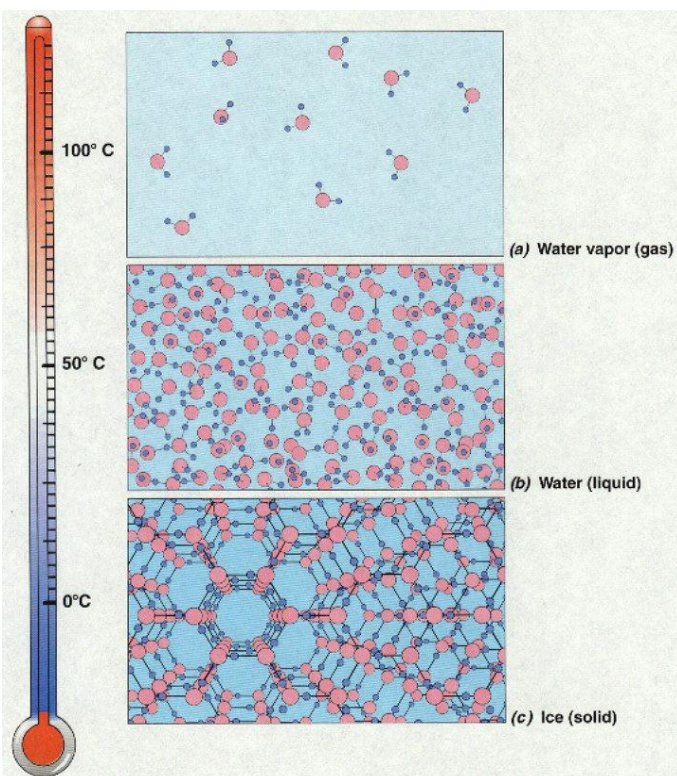 100° C
(a) Water vapor (gas)
50° C
(b) Water (liquid)
0°C
(c) Ice (solid)